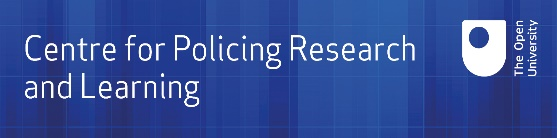 Centre for Policing Research
and Learning
The Open
University